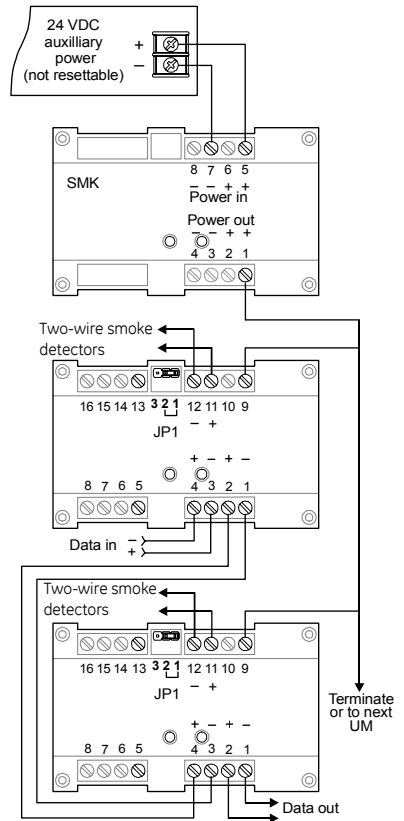 24 VDC
auxilliary
power
(not resettable)
+
–
8 7 6 5
SMK
– – + +
Power in
Power out
– – + +
4 3 2 1
Two-wire smoke
detectors
16 15 14 13 3 2 1 12 11 10 9
JP1 – +
+ – + –
8 7 6 5 4 3 2 1
Data in –
+
Two-wire smoke
detectors
16 15 14 13 3 2 1 12 11 10 9
JP1 – +
Terminate
or to next
UM
+ – + –
8 7 6 5 4 3 2 1
Data out